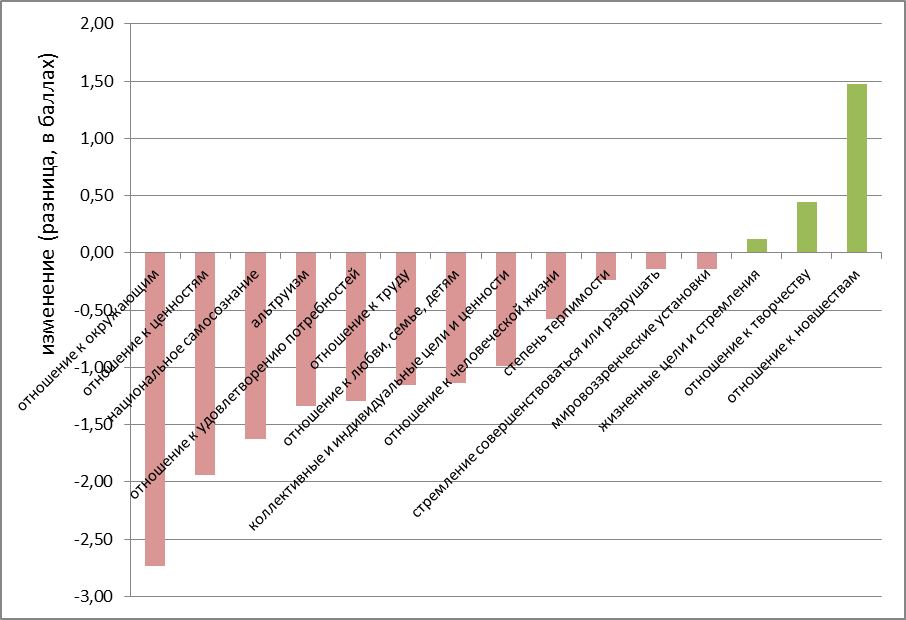 изменение (разница, в баллах)
2,00
1,50
1,00
0,50
0,00
-0,50
-1,00
-1,50
-2,00
-2,50
-3,00
отношение к окружающим
отношение к ценностям
национальное самосознание
альтруизм
отношение к удовлетворению потребностей
отношение к труду
отношение к любви, семье, детям
коллективные и индивидуальные цели и ценности
отношение к человеческой жизни
степень терпимости
стремление совершенствоваться или разрушать
мировоззренческие установки
жизненные цели и стремления
отношение к творчеству
отношение к новшествам